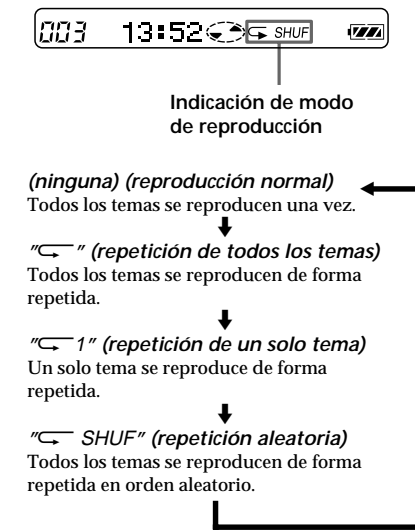 003 13:52 SHUF
Indicación de modo
de reproducción
(ninguna) (reproducción normal)
Todos los temas se reproducen una vez.
" " (repetición de todos los temas)
Todos los temas se reproducen de forma
repetida.
" 1" (repetición de un solo tema)
Un solo tema se reproduce de forma
repetida.
" SHUF" (repetición aleatoria)
Todos los temas se reproducen de forma
repetida en orden aleatorio.